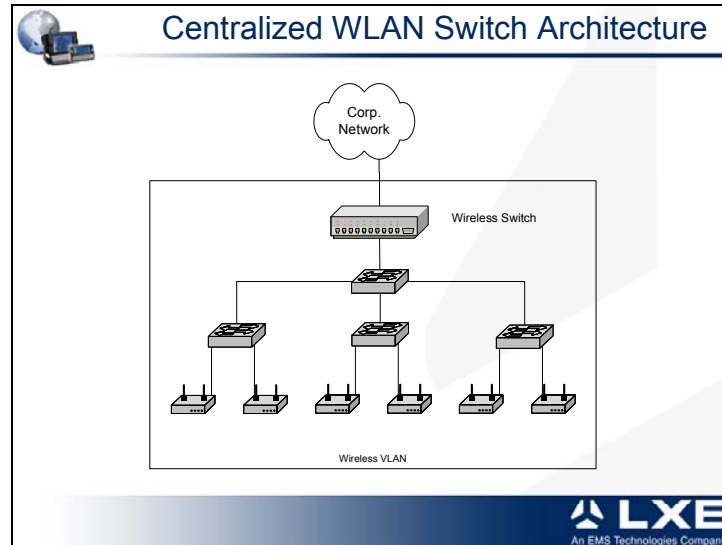 Centralized WLAN Switch Architecture
Corp.
Network
Wireless Switch
Wireless VLAN
LXE
An EMS Technologies Company